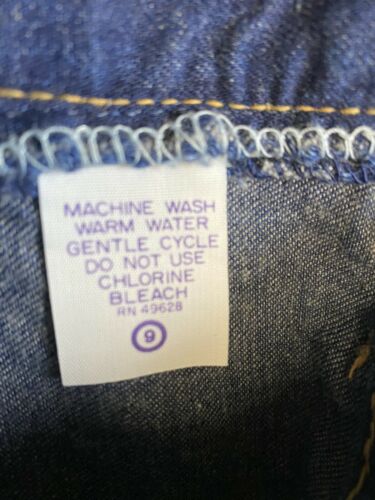 MACHINE WASH
WARM WATER
GENTLE CYCLE
DO NOT USE
CHLORINE
BLEACH
RN 49628
9